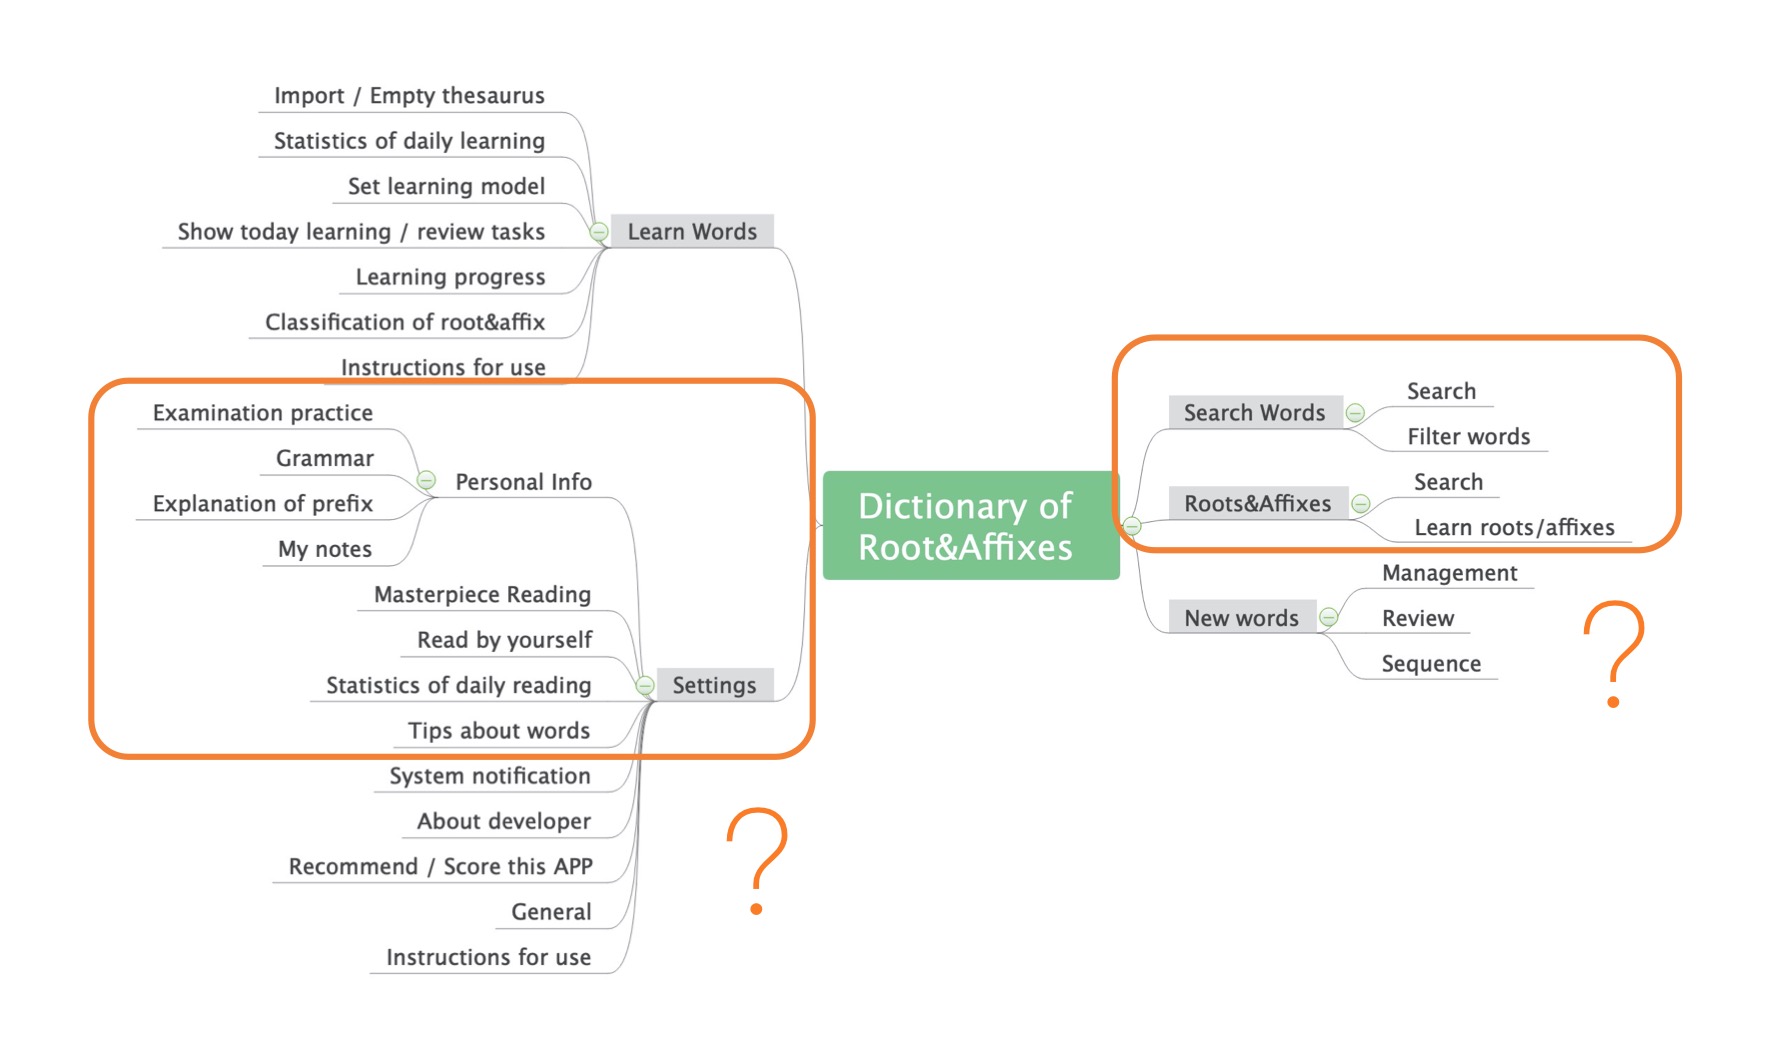 Import / Empty thesaurus
Statistics of daily learning
Set learning model
Show today learning / review tasks
Learning progress
Classification of root&affix
Instructions for use
Learn Words
Examination practice
Grammar
Explanation of prefix
My notes
Personal Info
Masterpiece Reading
Read by yourself
Statistics of daily reading
Tips about words
System notification
About developer
Recommend / Score this APP
General
Instructions for use
Settings
?
Dictionary of
Root&Affixes
Search Words
Search
Filter words
Roots&Affixes
Search
Learn roots/affixes
New words
Management
Review
Sequence
?